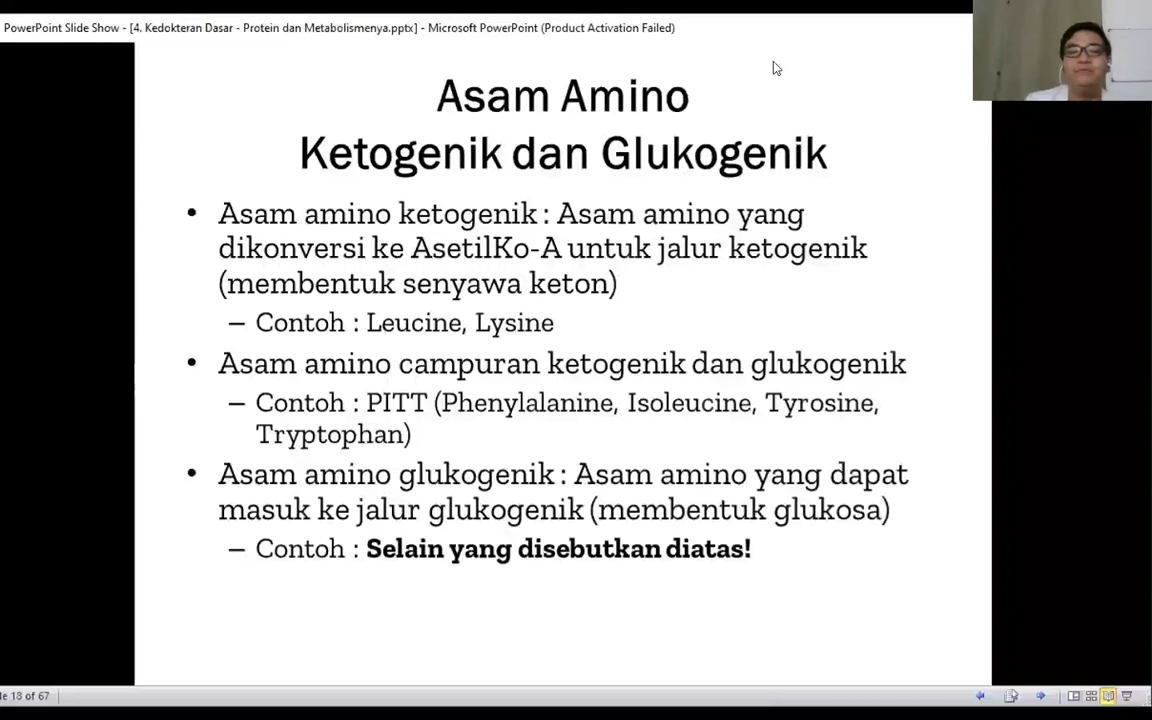 PowerPoint Slide Show - [4. Kedokteran Dasar - Protein dan Metabolismenya.pptx] - Microsoft PowerPoint (Product Activation Failed)
Asam Amino
Ketogenik dan Glukogenik
• Asam amino ketogenik : Asam amino yang
dikonversi ke AsetilKo-A untuk jalur ketogenik
(membentuk senyawa keton)
– Contoh : Leucine, Lysine
• Asam amino campuran ketogenik dan glukogenik
– Contoh : PITT (Phenylalanine, Isoleucine, Tyrosine,
Tryptophan)
• Asam amino glukogenik : Asam amino yang dapat
masuk ke jalur glukogenik (membentuk glukosa)
– Contoh : Selain yang disebutkan diatas!
le 18 of 67